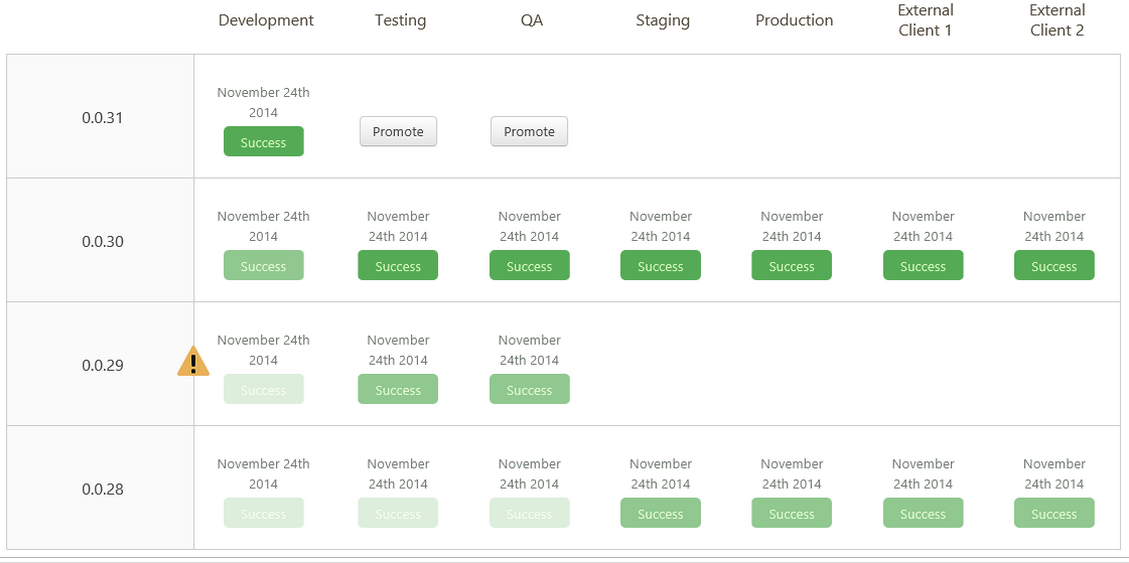 Development Testing QA Staging Production External Client 1 External Client 2
0.0.31
November 24th
2014
Success
Promote
Promote
0.0.30
November 24th
2014
Success
November
24th 2014
Success
November
24th 2014
Success
November
24th 2014
Success
November
24th 2014
Success
November
24th 2014
Success
November
24th 2014
Success
0.0.29
November 24th
2014
Success
November
24th 2014
Success
November
24th 2014
Success
0.0.28
November 24th
2014
Success
November
24th 2014
Success
November
24th 2014
Success
November
24th 2014
Success
November
24th 2014
Success
November
24th 2014
Success
November
24th 2014
Success